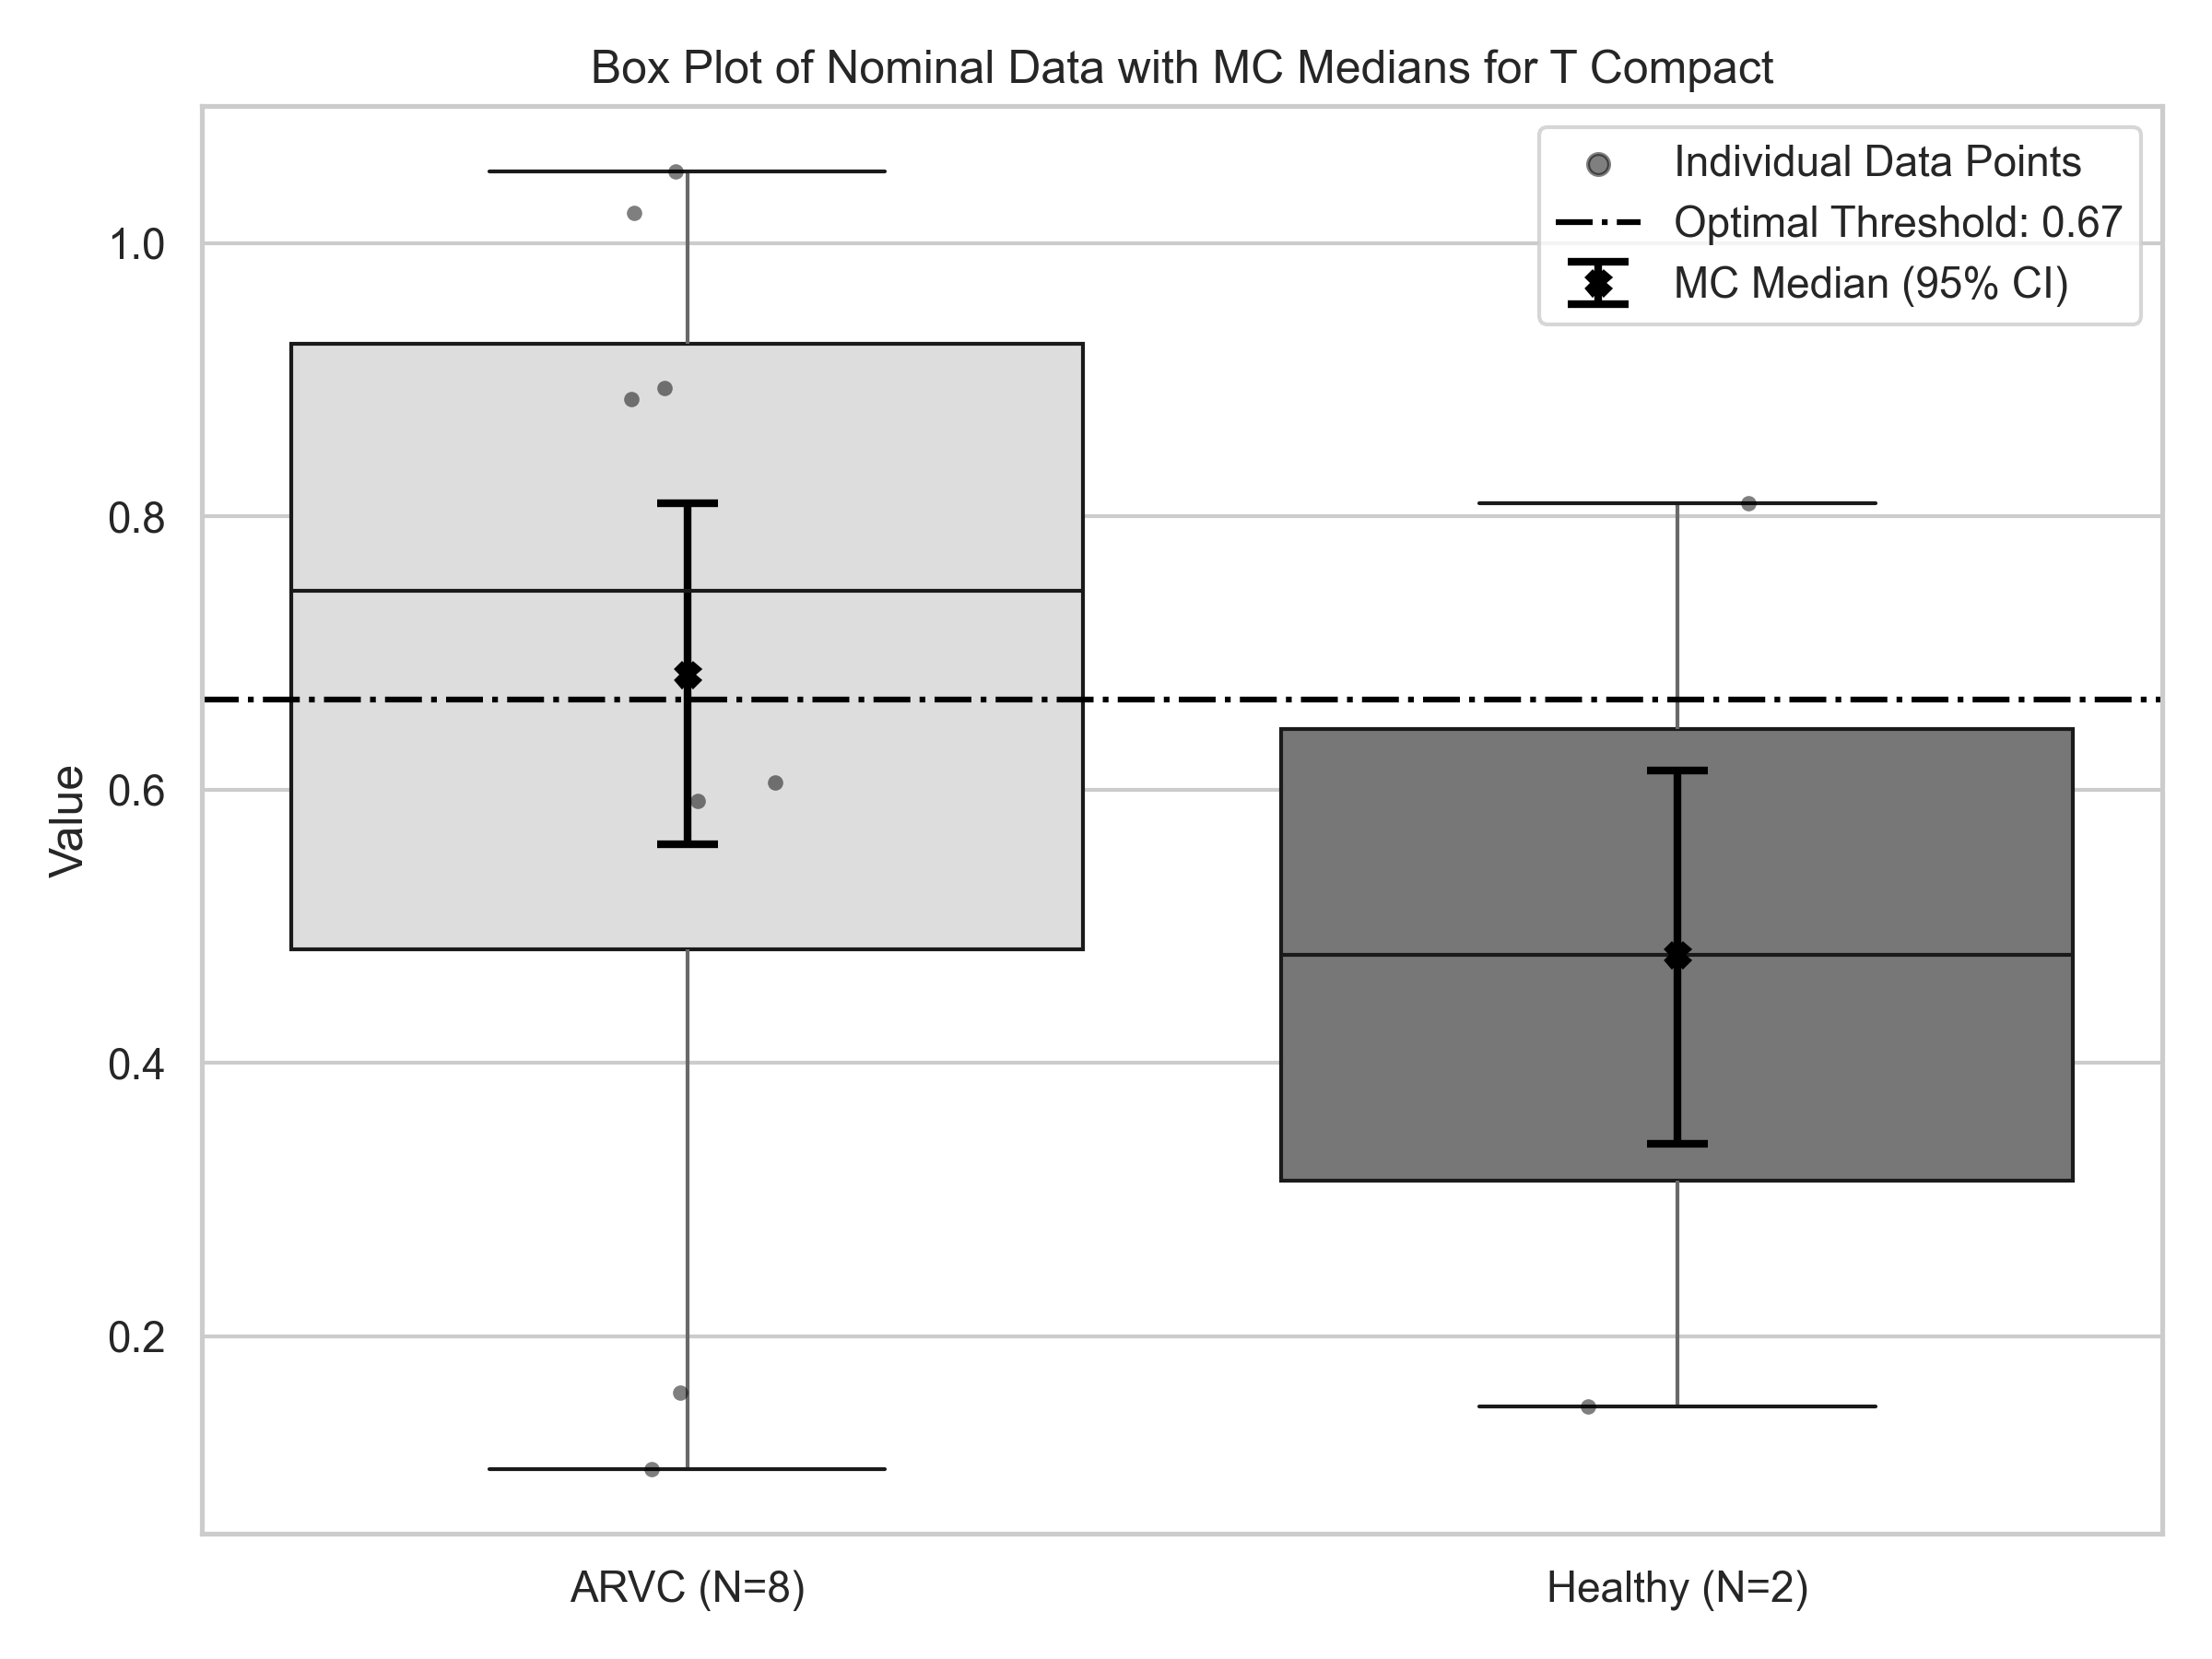 Box Plot of Nominal Data with MC Medians for T Compact
Individual Data Points
Optimal Threshold: 0.67
MC Median (95% CI)
Value
1.0
0.8
0.6
0.4
0.2
ARVC (N=8)
Healthy (N=2)